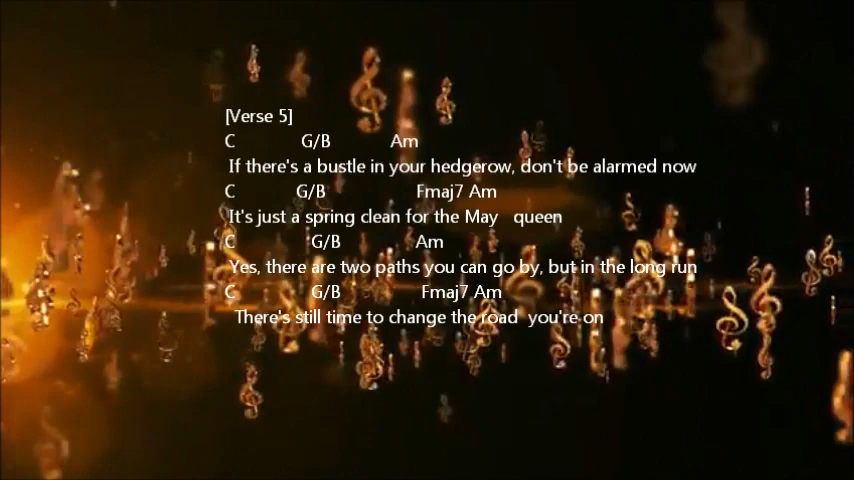 [Verse 5]
C G/B Am
If there's a bustle in your hedgerow, don't be alarmed now
C G/B Fmaj7 Am
It's just a spring clean for the May queen
C G/B Am
Yes, there are two paths you can go by, but in the long run
C G/B Fmaj7 Am
There's still time to change the road you're on